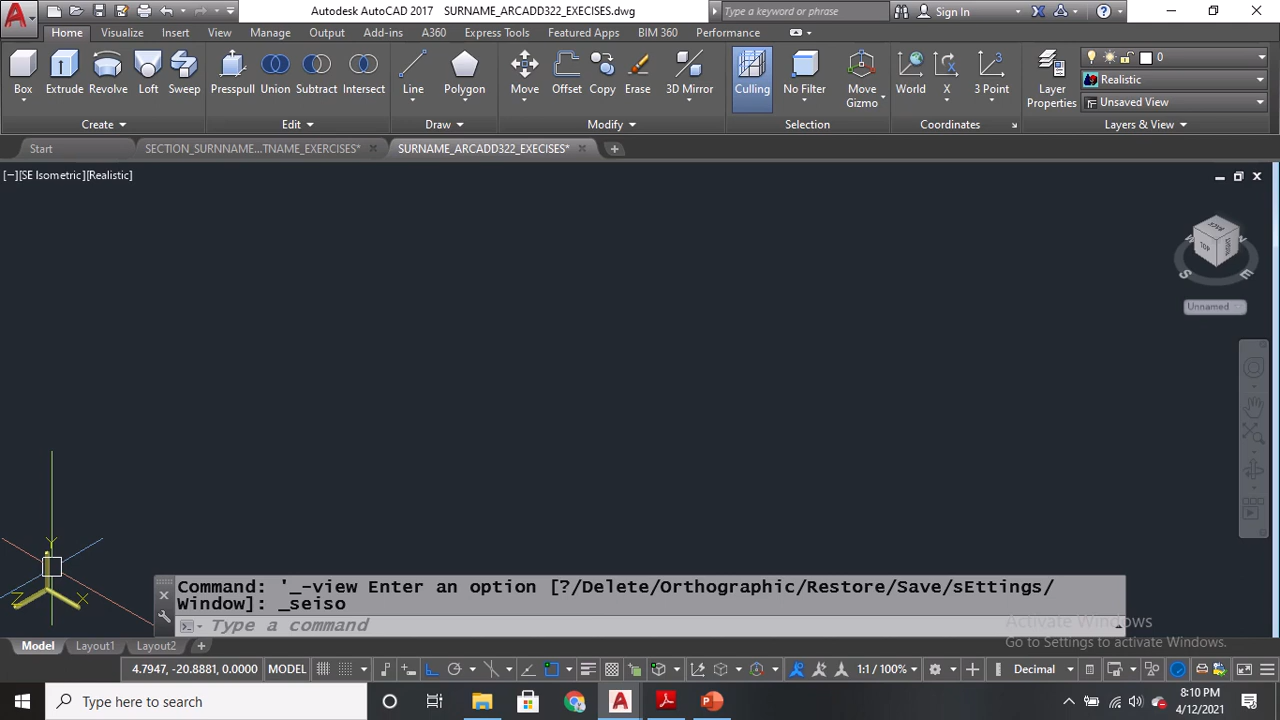 Autodesk AutoCAD 2017 SURNAME_ARCADD322_EXECISES.dwg
Type a keyword or phrase
Sign In
Home Visualize Insert View Manage Output Add-ins A360 Express Tools Featured Apps BIM 360 Performance
Box Extrude Revolve Loft Sweep Presspull Union Subtract Intersect Line Polygon Move Offset Copy Erase 3D Mirror Culling No Filter Move Gizmo World X 3 Point Layer Properties
0
Realistic
Unsaved View
Create Edit Draw Modify Selection Coordinates Layers & View
Start SECTION_SURNNAME...TNAME_EXERCISES* SURNAME_ARCADD322_EXECISES*
[−][SE Isometric][Realistic]
TOP
W N
S E
Unnamed
Y
Z X
Command: '_-view Enter an option [?/Delete/Orthographic/Restore/Save/sEttings/
Window]: _seiso
Type a command
Activate Windows
Go to Settings to activate Windows.
Model Layout1 Layout2
4.7947, -20.8881, 0.0000 MODEL 1:1 / 100% Decimal
Type here to search
8:10 PM
4/12/2021